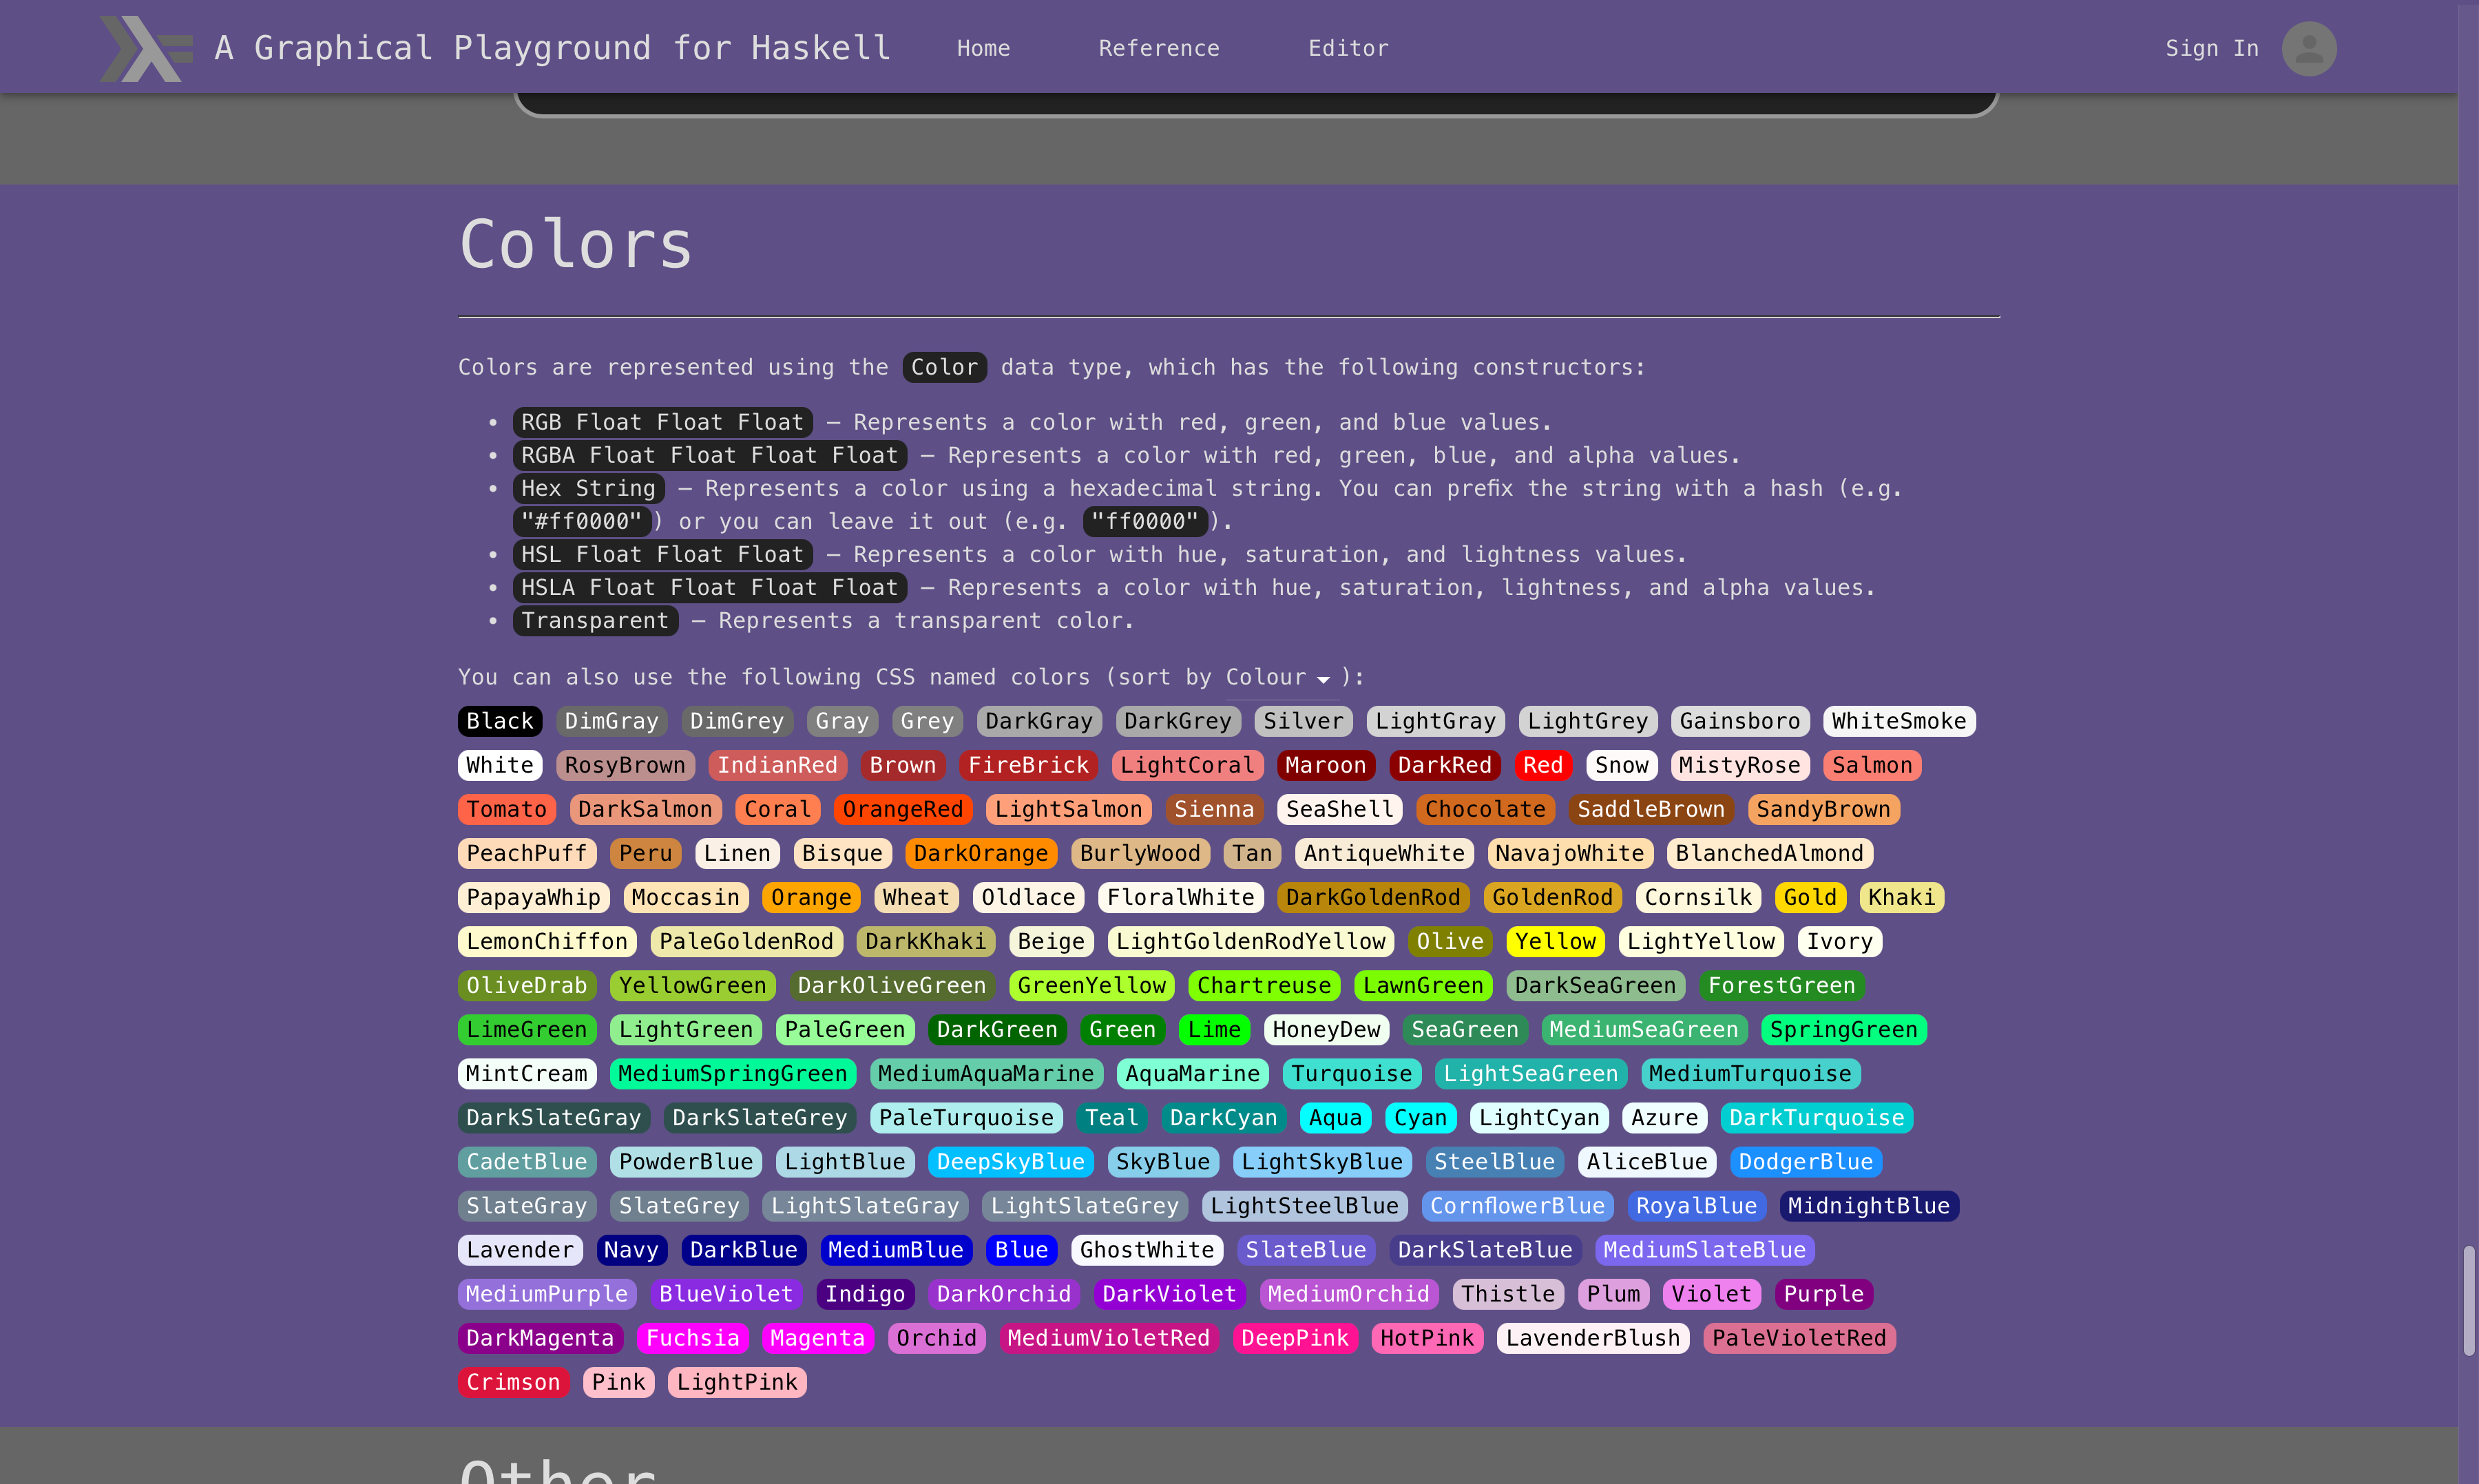 A Graphical Playground for Haskell Home Reference Editor Sign In
Colors
Colors are represented using the Color data type, which has the following constructors:
• RGB Float Float Float — Represents a color with red, green, and blue values.
• RGBA Float Float Float Float — Represents a color with red, green, blue, and alpha values.
• Hex String — Represents a color using a hexadecimal string. You can prefix the string with a hash (e.g.
"#ff0000") or you can leave it out (e.g. "ff0000").
• HSL Float Float Float — Represents a color with hue, saturation, and lightness values.
• HSLA Float Float Float Float — Represents a color with hue, saturation, lightness, and alpha values.
• Transparent — Represents a transparent color.
You can also use the following CSS named colors (sort by Colour ):
Black DimGray DimGrey Gray Grey DarkGray DarkGrey Silver LightGray LightGrey Gainsboro WhiteSmoke
White RosyBrown IndianRed Brown FireBrick LightCoral Maroon DarkRed Red Snow MistyRose Salmon
Tomato DarkSalmon Coral OrangeRed LightSalmon Sienna SeaShell Chocolate SaddleBrown SandyBrown
PeachPuff Peru Linen Bisque DarkOrange BurlyWood Tan AntiqueWhite NavajoWhite BlanchedAlmond
PapayaWhip Moccasin Orange Wheat Oldlace FloralWhite DarkGoldenRod GoldenRod Cornsilk Gold Khaki
LemonChiffon PaleGoldenRod DarkKhaki Beige LightGoldenRodYellow Olive Yellow LightYellow Ivory
OliveDrab YellowGreen DarkOliveGreen GreenYellow Chartreuse LawnGreen DarkSeaGreen ForestGreen
LimeGreen LightGreen PaleGreen DarkGreen Green Lime HoneyDew SeaGreen MediumSeaGreen SpringGreen
MintCream MediumSpringGreen MediumAquaMarine AquaMarine Turquoise LightSeaGreen MediumTurquoise
DarkSlateGray DarkSlateGrey PaleTurquoise Teal DarkCyan Aqua Cyan LightCyan Azure DarkTurquoise
CadetBlue PowderBlue LightBlue DeepSkyBlue SkyBlue LightSkyBlue SteelBlue AliceBlue DodgerBlue
SlateGray SlateGrey LightSlateGray LightSlateGrey LightSteelBlue CornflowerBlue RoyalBlue MidnightBlue
Lavender Navy DarkBlue MediumBlue Blue GhostWhite SlateBlue DarkSlateBlue MediumSlateBlue
MediumPurple BlueViolet Indigo DarkOrchid DarkViolet MediumOrchid Thistle Plum Violet Purple
DarkMagenta Fuchsia Magenta Orchid MediumVioletRed DeepPink HotPink LavenderBlush PaleVioletRed
Crimson Pink LightPink
Other